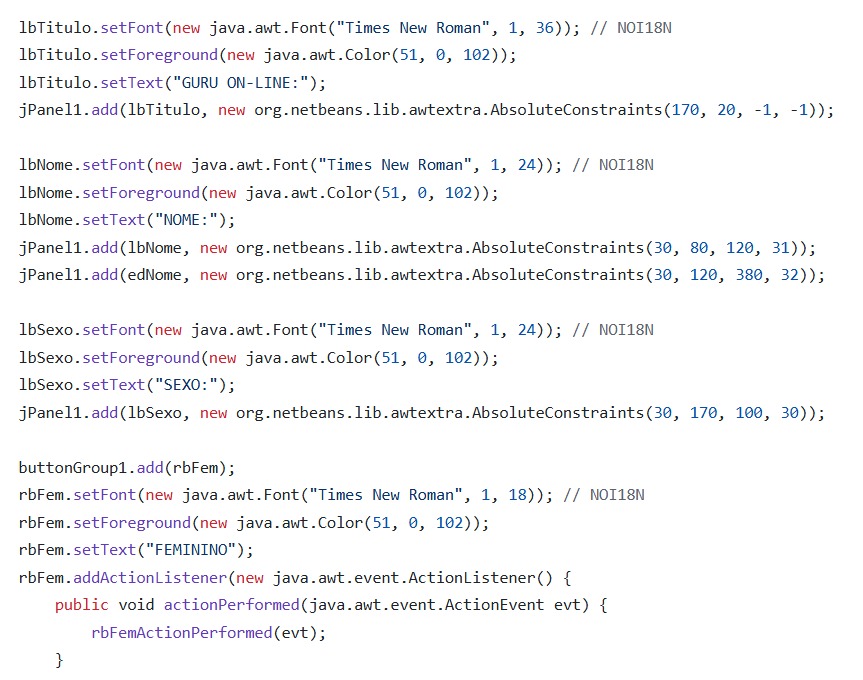 lbTitulo.setFont(new java.awt.Font("Times New Roman", 1, 36)); // NOI18N
lbTitulo.setForeground(new java.awt.Color(51, 0, 102));
lbTitulo.setText("GURU ON-LINE:");
jPanel1.add(lbTitulo, new org.netbeans.lib.awtextra.AbsoluteConstraints(170, 20, -1, -1));

lbNome.setFont(new java.awt.Font("Times New Roman", 1, 24)); // NOI18N
lbNome.setForeground(new java.awt.Color(51, 0, 102));
lbNome.setText("NOME:");
jPanel1.add(lbNome, new org.netbeans.lib.awtextra.AbsoluteConstraints(30, 80, 120, 31));
jPanel1.add(edNome, new org.netbeans.lib.awtextra.AbsoluteConstraints(30, 120, 380, 32));

lbSexo.setFont(new java.awt.Font("Times New Roman", 1, 24)); // NOI18N
lbSexo.setForeground(new java.awt.Color(51, 0, 102));
lbSexo.setText("SEXO:");
jPanel1.add(lbSexo, new org.netbeans.lib.awtextra.AbsoluteConstraints(30, 170, 100, 30));

buttonGroup1.add(rbFem);
rbFem.setFont(new java.awt.Font("Times New Roman", 1, 18)); // NOI18N
rbFem.setForeground(new java.awt.Color(51, 0, 102));
rbFem.setText("FEMININO");
rbFem.addActionListener(new java.awt.event.ActionListener() {
    public void actionPerformed(java.awt.event.ActionEvent evt) {
        rbFemActionPerformed(evt);
    }